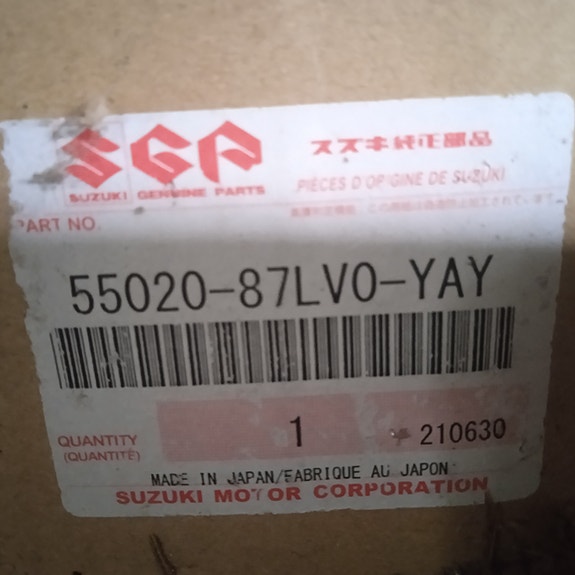 SGP
SUZUKI GENUINE PARTS
スズキ純正部品
PIÈCES D'ORIGINE DE SUZUKI
PART NO.
55020-87LV0-YAY
QUANTITY
(QUANTITÉ)
1
210630
MADE IN JAPAN/FABRIQUE AU JAPON
SUZUKI MOTOR CORPORATION